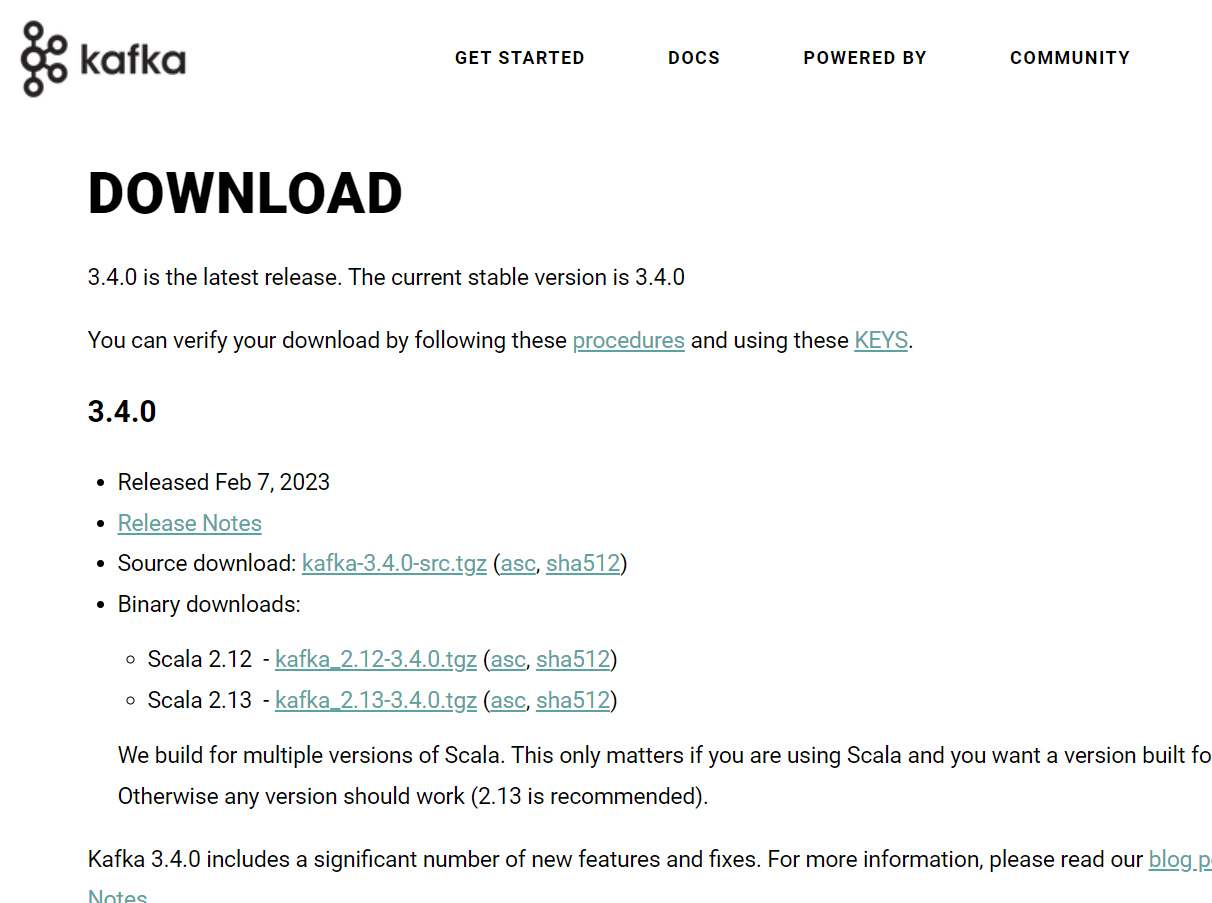 kafka
GET STARTED DOCS POWERED BY COMMUNITY
DOWNLOAD
3.4.0 is the latest release. The current stable version is 3.4.0
You can verify your download by following these procedures and using these KEYS.
3.4.0
• Released Feb 7, 2023
• Release Notes
• Source download: kafka-3.4.0-src.tgz (asc, sha512)
• Binary downloads:
◦ Scala 2.12 - kafka_2.12-3.4.0.tgz (asc, sha512)
◦ Scala 2.13 - kafka_2.13-3.4.0.tgz (asc, sha512)
We build for multiple versions of Scala. This only matters if you are using Scala and you want a version built fo
Otherwise any version should work (2.13 is recommended).
Kafka 3.4.0 includes a significant number of new features and fixes. For more information, please read our blog p
Notes.